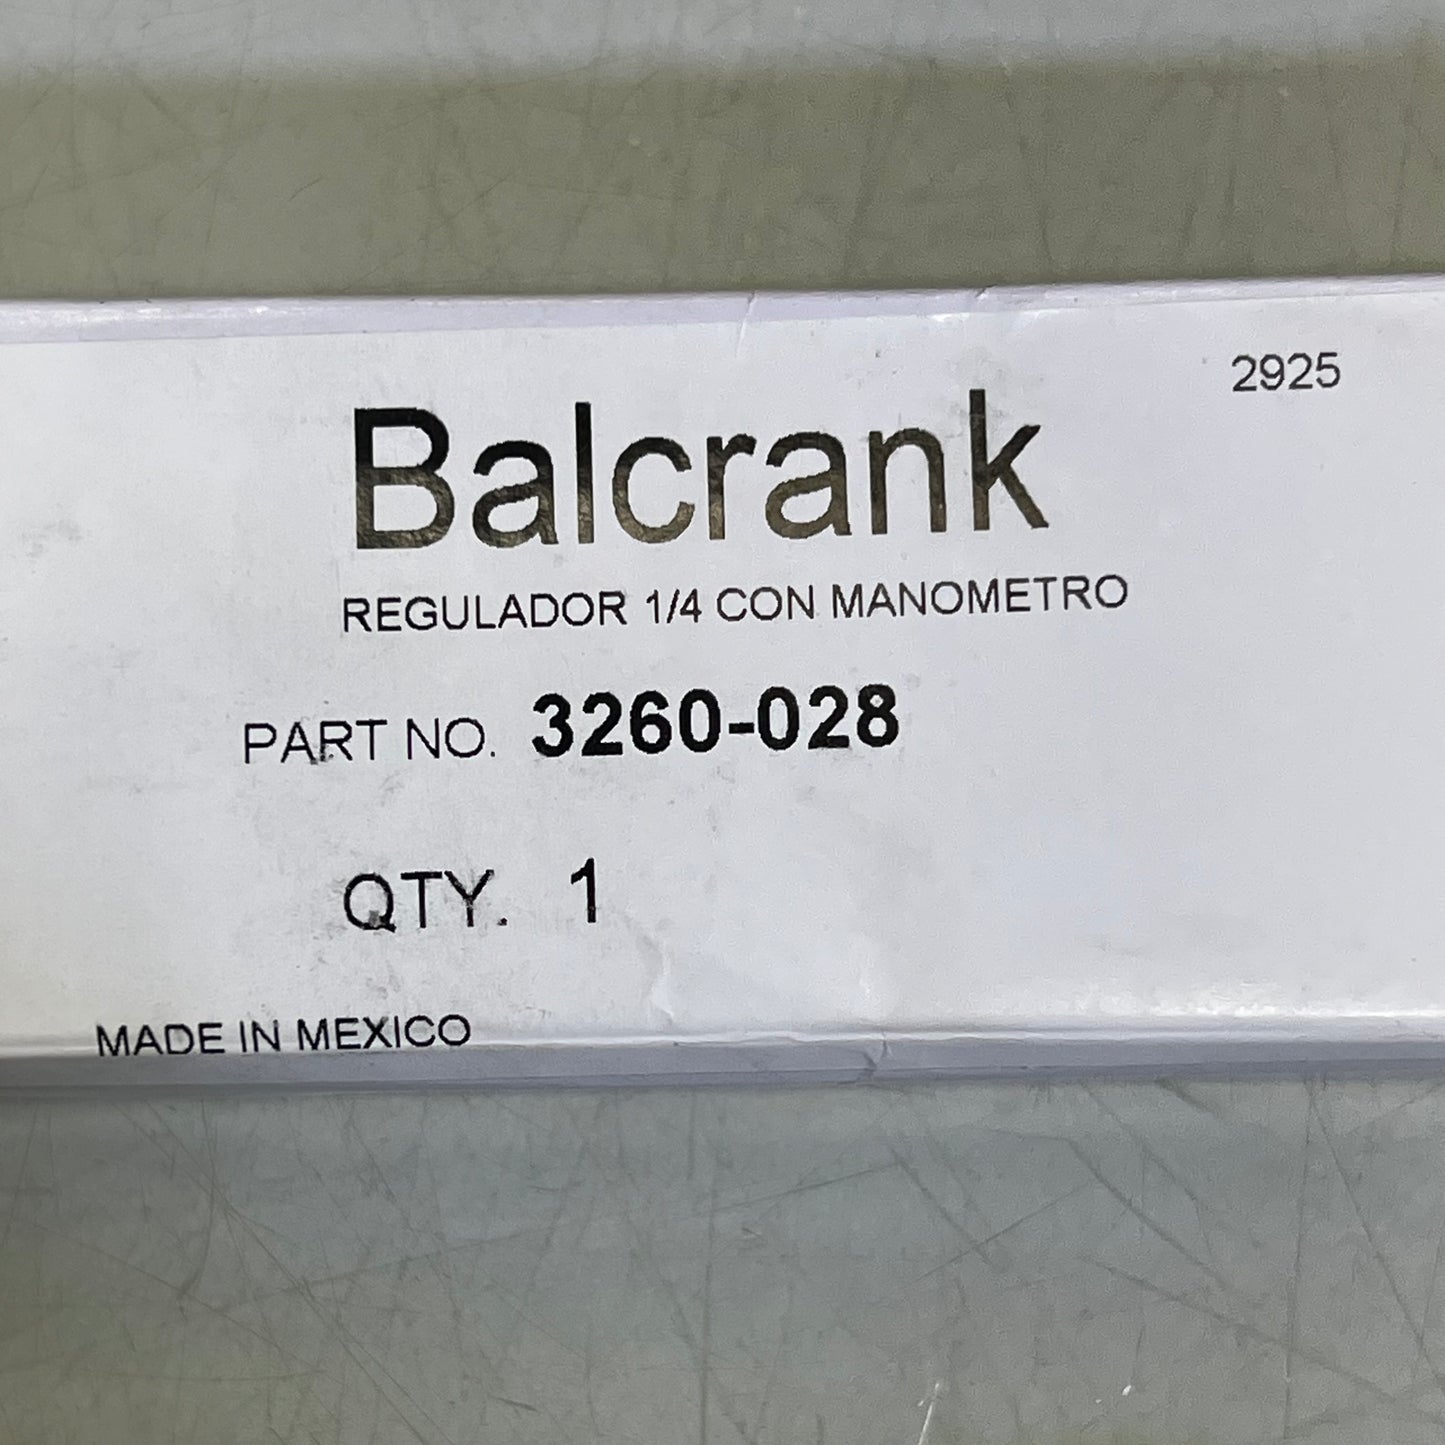 2925
Balcrank
REGULADOR 1/4 CON MANOMETRO
PART NO. 3260-028
QTY. 1
MADE IN MEXICO